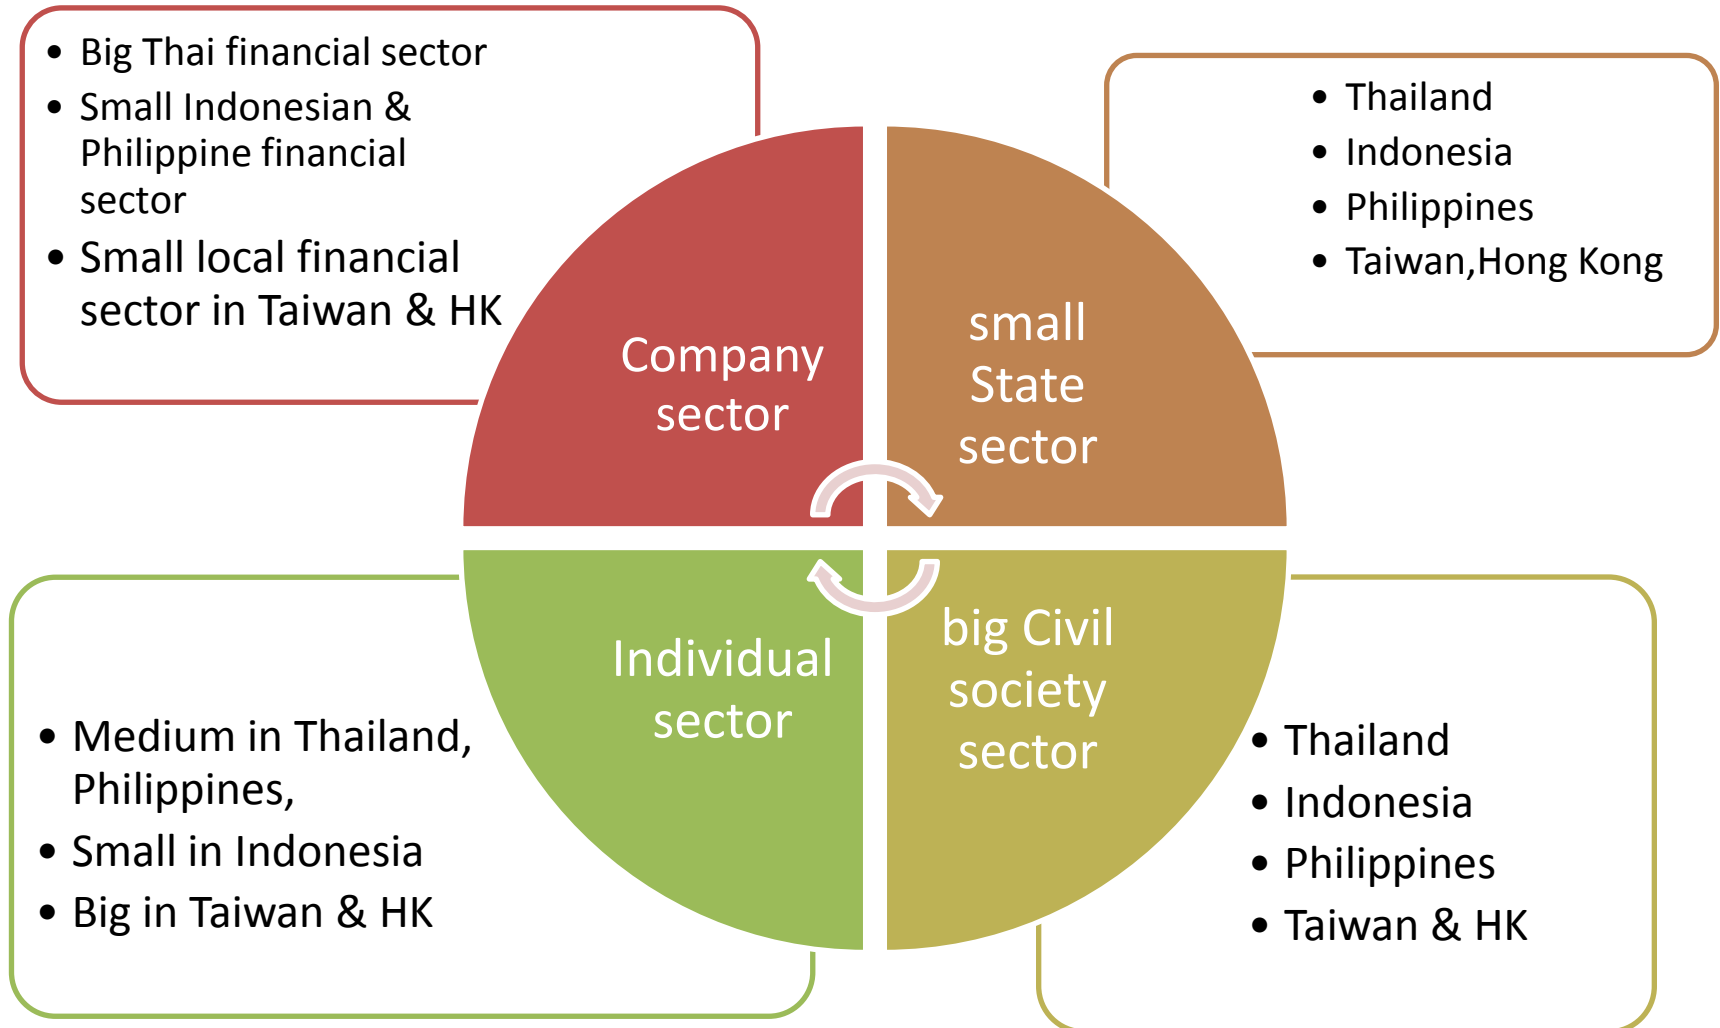 • Big Thai financial sector
• Small Indonesian &
Philippine financial
sector
• Small local financial
sector in Taiwan & HK
• Thailand
• Indonesia
• Philippines
• Taiwan,Hong Kong
Company
sector
small
State
sector
Individual
sector
big Civil
society
sector
• Medium in Thailand,
Philippines,
• Small in Indonesia
• Big in Taiwan & HK
• Thailand
• Indonesia
• Philippines
• Taiwan & HK